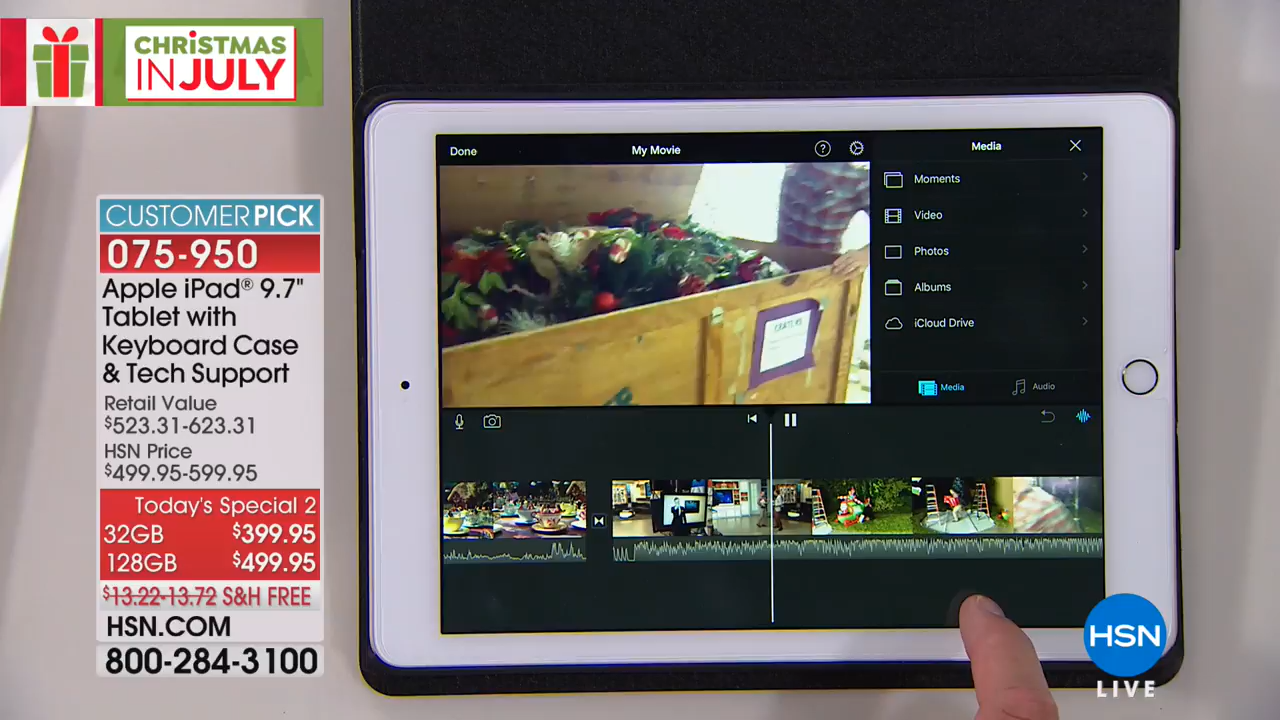 CHRISTMAS
IN JULY
CUSTOMER PICK
075-950
Apple iPad® 9.7"
Tablet with
Keyboard Case
& Tech Support
Retail Value
$523.31-623.31
HSN Price
$499.95-599.95
Today's Special 2
32GB $399.95
128GB $499.95
$13.22-13.72 S&H FREE
HSN.COM
800-284-3100
Done
My Movie
?
Media
Moments
Video
Photos
Albums
iCloud Drive
Media
Audio
HSN
LIVE